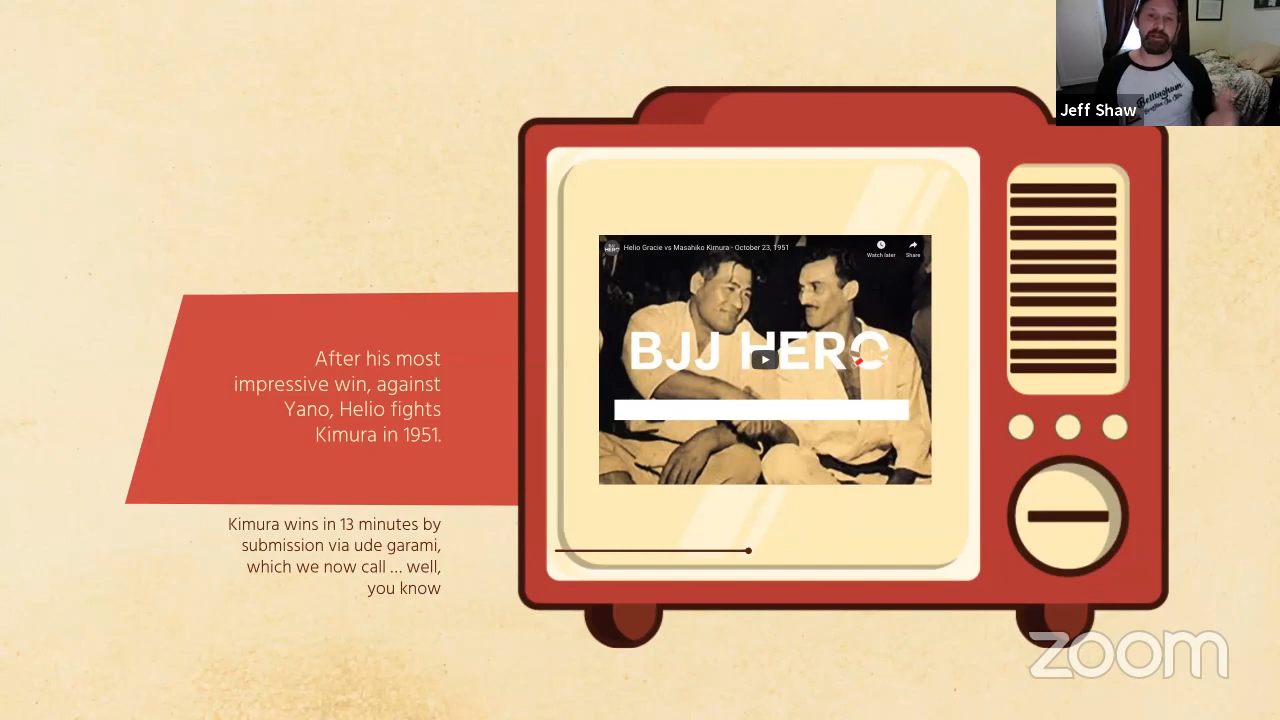 Jeff Shaw
Bellingham
Helio Gracie vs Masahiko Kimura - October 23, 1951
Watch later
Share
BJJ HERO
After his most
impressive win, against
Yano, Helio fights
Kimura in 1951.
Kimura wins in 13 minutes by
submission via ude garami,
which we now call ... well,
you know
zoom